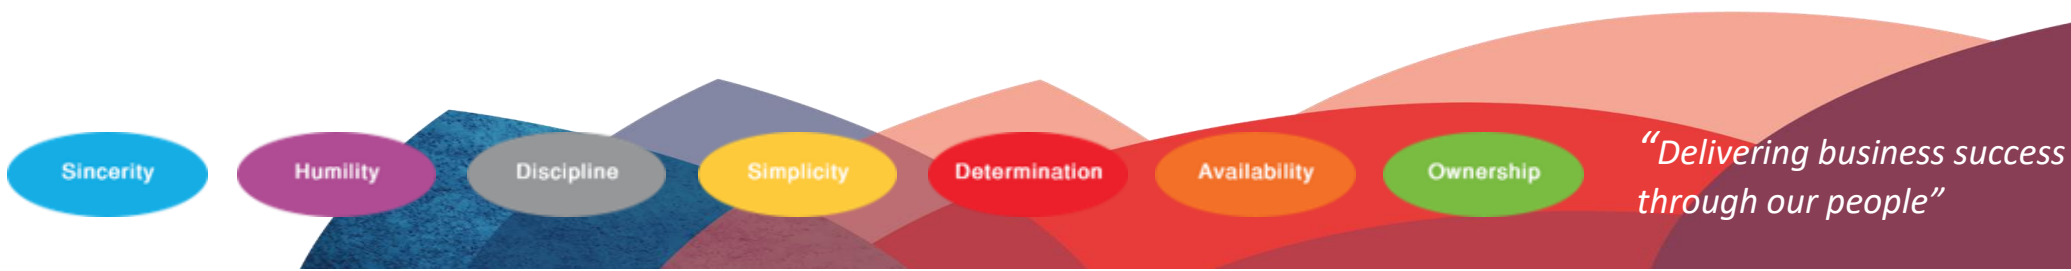 Sincerity
Humility
Discipline
Simplicity
Determination
Availability
Ownership
“Delivering business success
through our people”